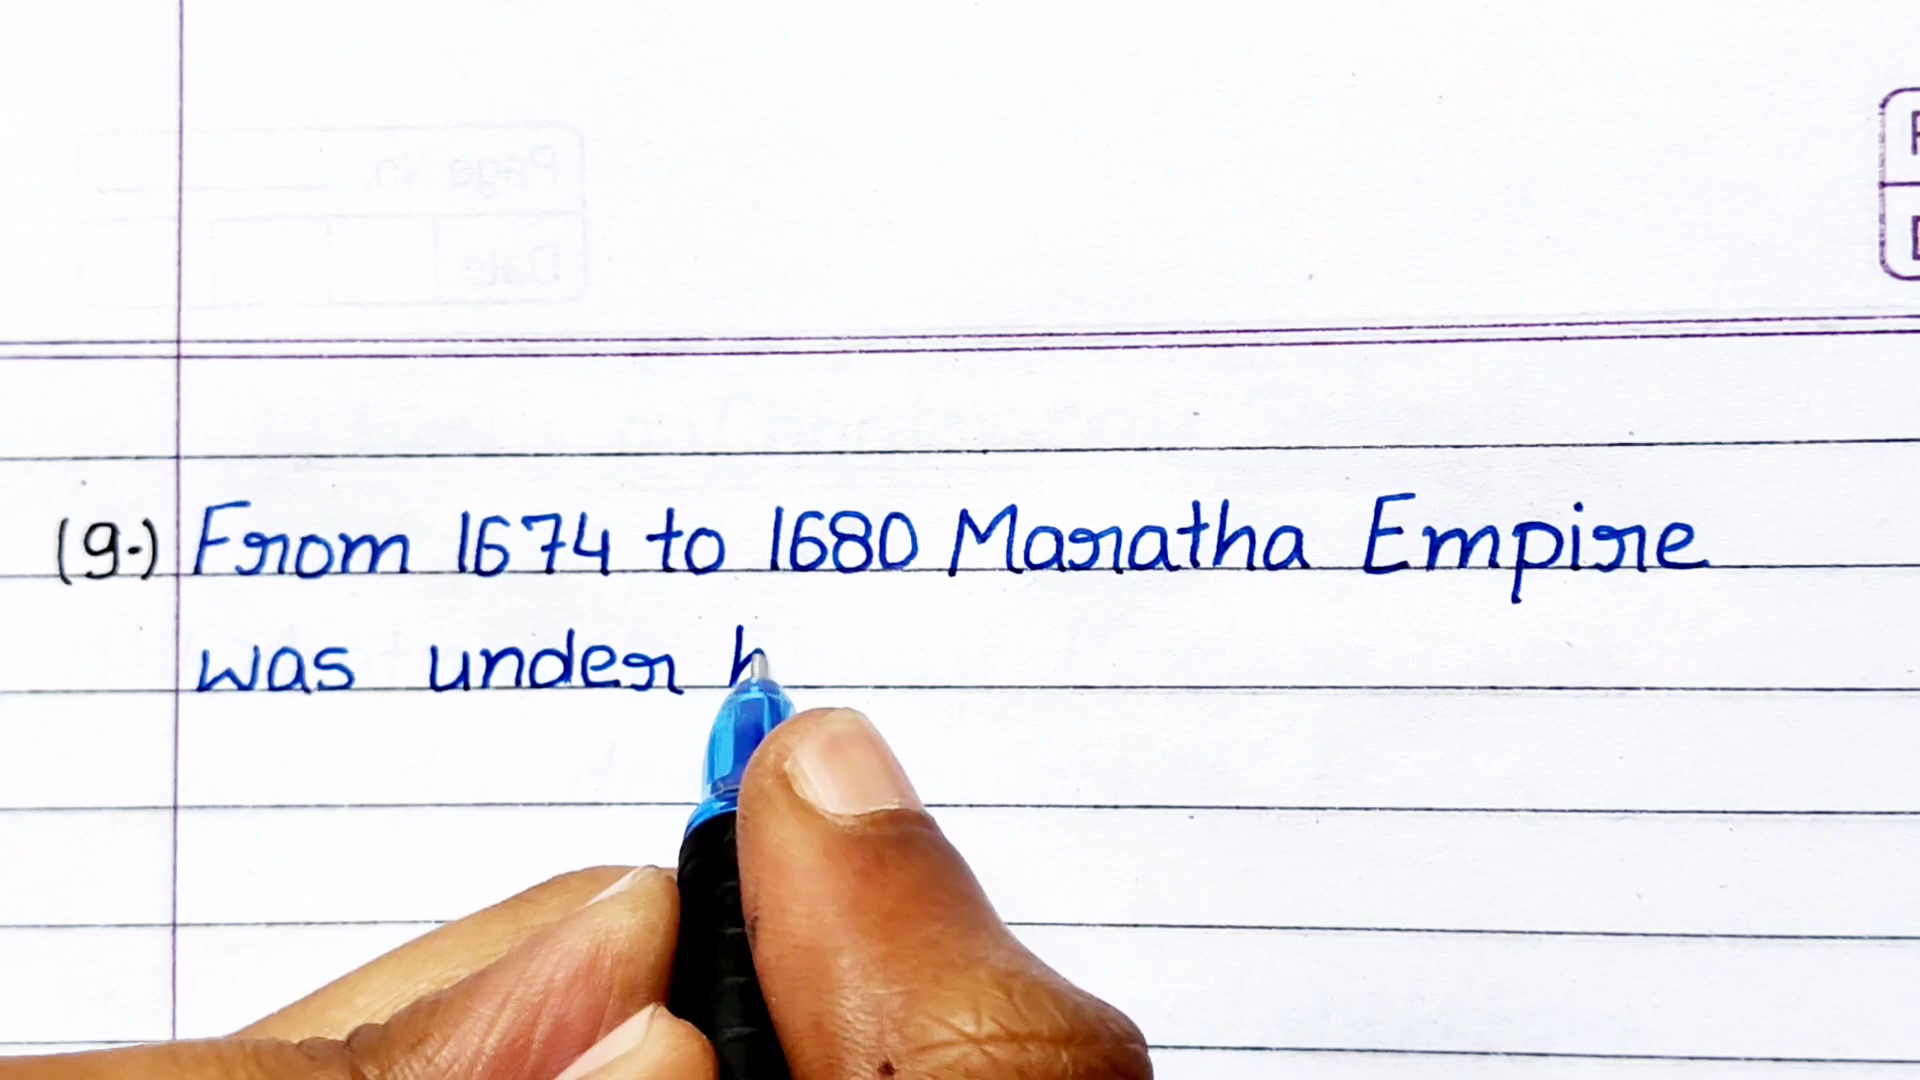 (9.) From 1674 to 1680 Maratha Empire
was under h